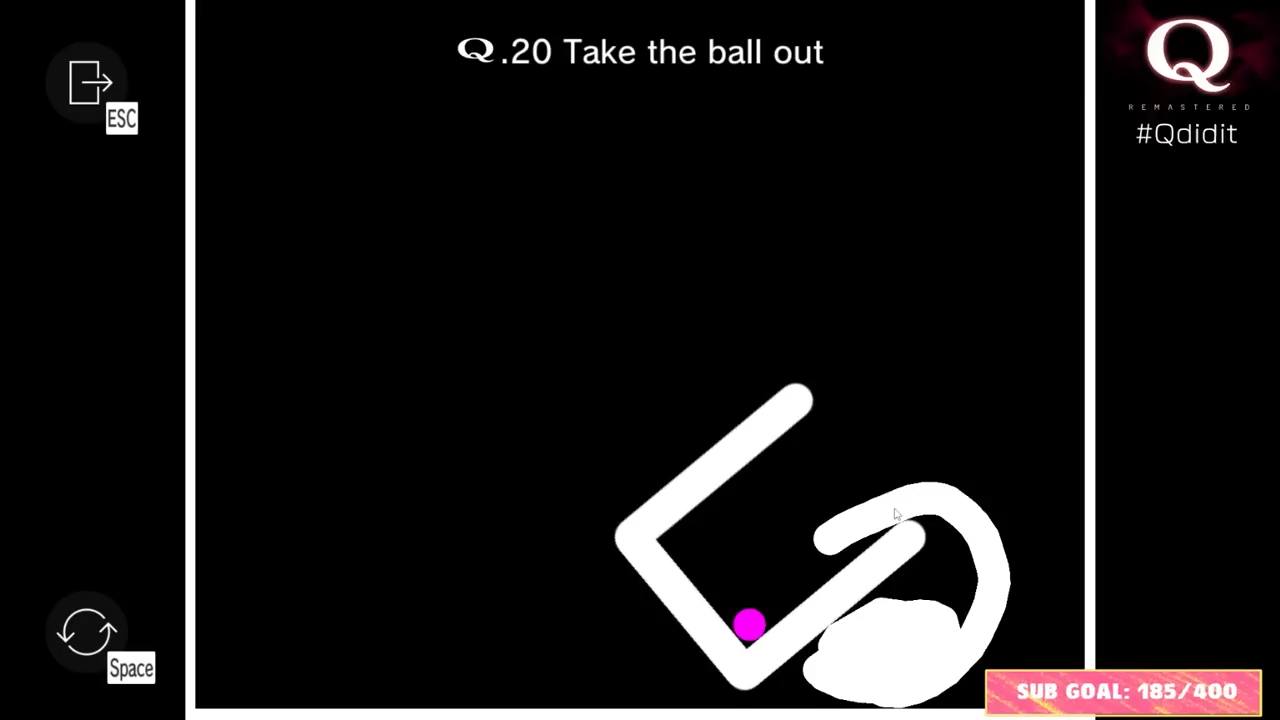 Q.20 Take the ball out
ESC
Q
REMASTERED
#Qdidit
Space
SUB GOAL: 185/400